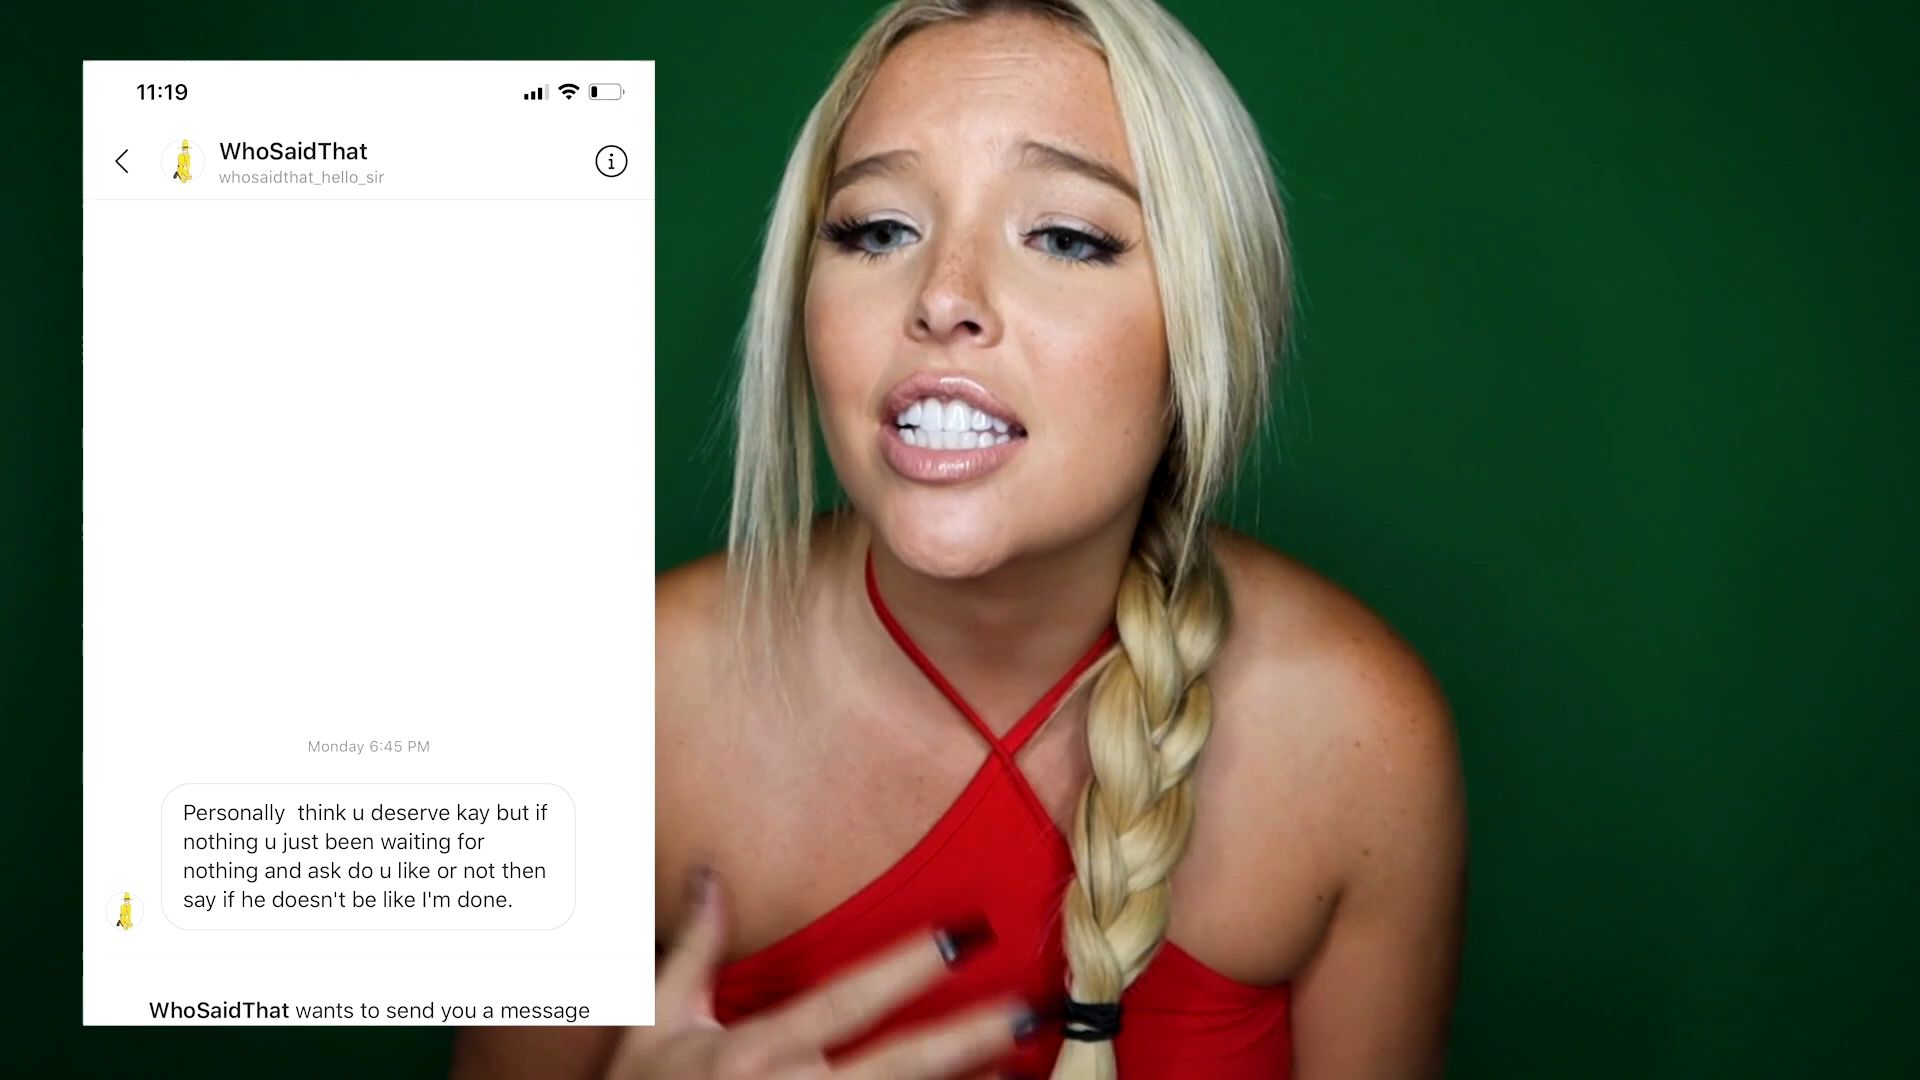 11:19
WhoSaidThat
whosaidthat_hello_sir
Monday 6:45 PM
Personally  think u deserve kay but if
nothing u just been waiting for
nothing and ask do u like or not then
say if he doesn't be like I'm done.
WhoSaidThat wants to send you a message